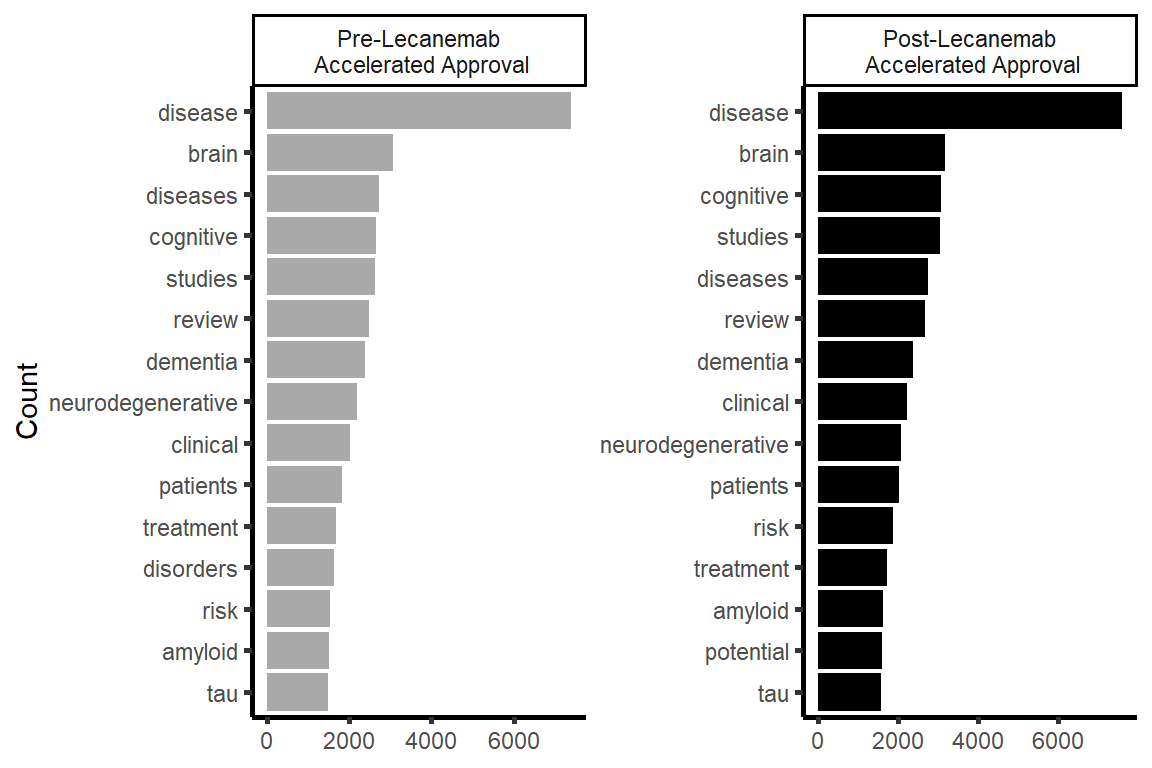 Pre-Lecanemab
Accelerated Approval
Count
disease
brain
diseases
cognitive
studies
review
dementia
neurodegenerative
clinical
patients
treatment
disorders
risk
amyloid
tau
0 2000 4000 6000
Post-Lecanemab
Accelerated Approval
disease
brain
cognitive
studies
diseases
review
dementia
clinical
neurodegenerative
patients
risk
treatment
amyloid
potential
tau
0 2000 4000 6000